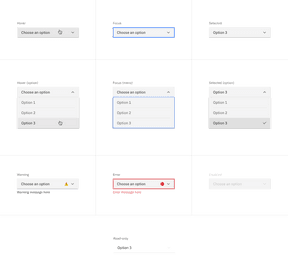 Hover
Focus
Selected
Choose an option
Choose an option
Option 3
Hover (option)
Focus (menu)
Selected (option)
Choose an option
Choose an option
Option 3
Option 1
Option 1
Option 1
Option 2
Option 2
Option 2
Option 3
Option 3
Option 3
Warning
Error
Disabled
Choose an option
Choose an option
Choose an option
Warning message here
Error message here
Read-only
Option 3